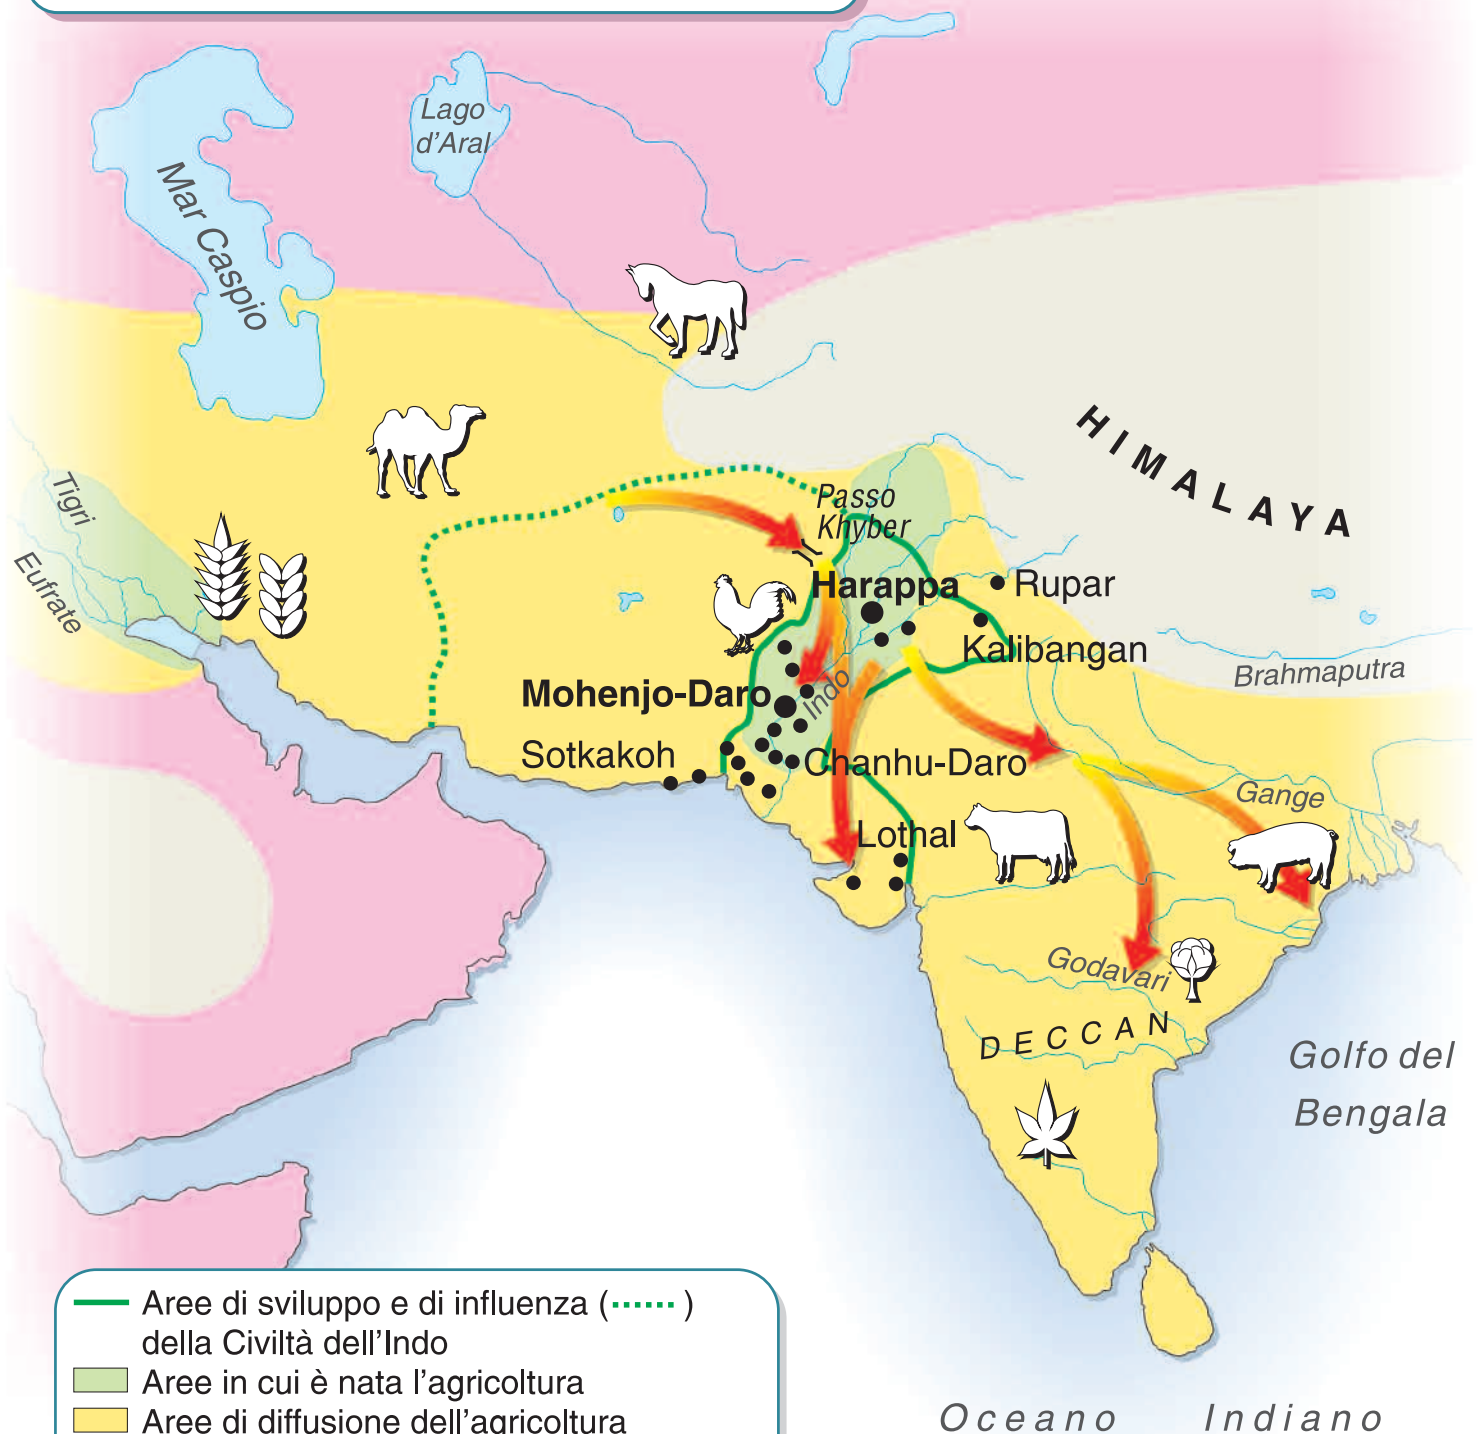 Lago
d'Aral
Mar Caspio
HIMALAYA
Tigri
Eufrate
Passo
Khyber
Harappa
Rupar
Kalibangan
Brahmaputra
Mohenjo-Daro
Indo
Sotkakoh
Chanhu-Daro
Gange
Lothal
Godavari
DECCAN
Golfo del
Bengala
Aree di sviluppo e di influenza ( )
della Civiltà dell'Indo
Aree in cui è nata l'agricoltura
Aree di diffusione dell'agricoltura
Oceano Indiano